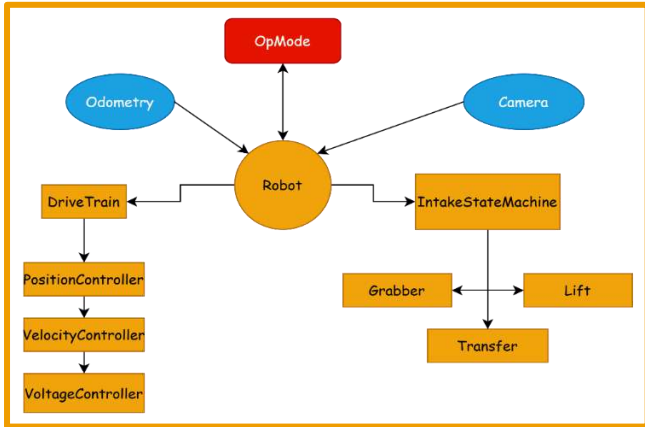 OpMode
Odometry
Camera
Robot
DriveTrain
IntakeStateMachine
PositionController
Grabber
Lift
VelocityController
Transfer
VoltageController